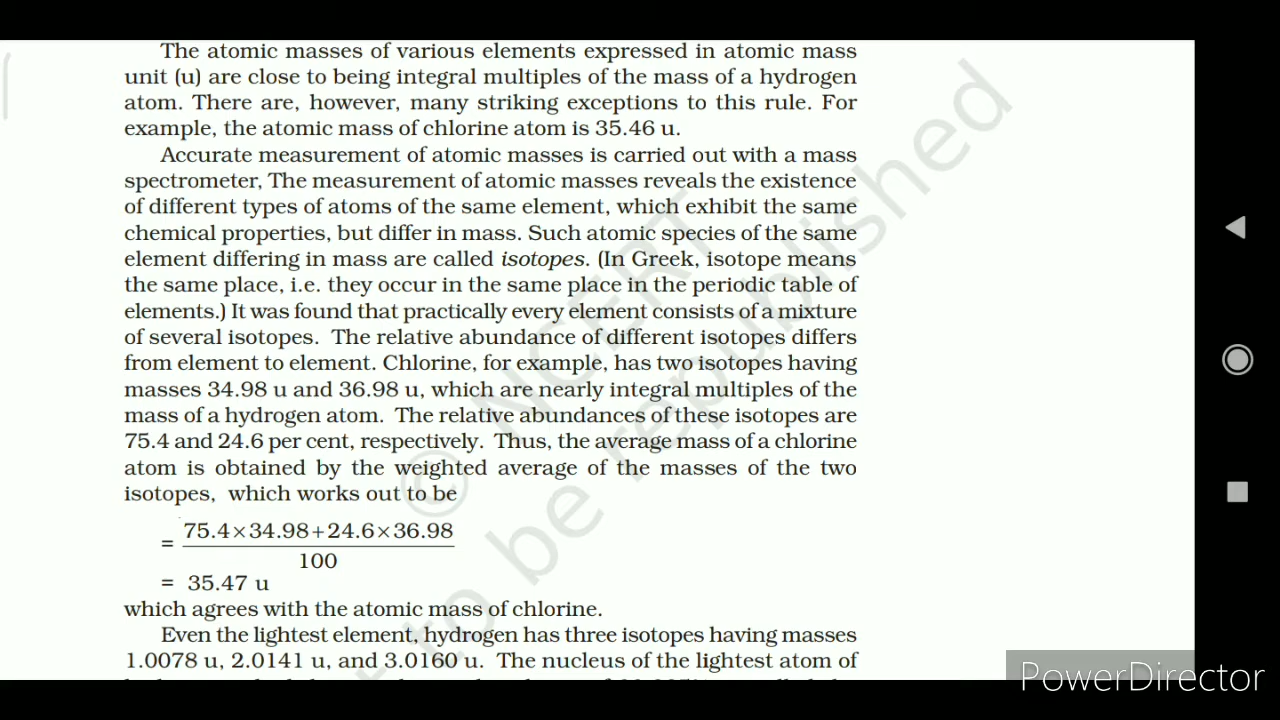 The atomic masses of various elements expressed in atomic mass
unit (u) are close to being integral multiples of the mass of a hydrogen
atom. There are, however, many striking exceptions to this rule. For
example, the atomic mass of chlorine atom is 35.46 u.
Accurate measurement of atomic masses is carried out with a mass
spectrometer, The measurement of atomic masses reveals the existence
of different types of atoms of the same element, which exhibit the same
chemical properties, but differ in mass. Such atomic species of the same
element differing in mass are called isotopes. (In Greek, isotope means
the same place, i.e. they occur in the same place in the periodic table of
elements.) It was found that practically every element consists of a mixture
of several isotopes. The relative abundance of different isotopes differs
from element to element. Chlorine, for example, has two isotopes having
masses 34.98 u and 36.98 u, which are nearly integral multiples of the
mass of a hydrogen atom. The relative abundances of these isotopes are
75.4 and 24.6 per cent, respectively. Thus, the average mass of a chlorine
atom is obtained by the weighted average of the masses of the two
isotopes, which works out to be
= 75.4×34.98+24.6×36.98
100
= 35.47 u
which agrees with the atomic mass of chlorine.
Even the lightest element, hydrogen has three isotopes having masses
1.0078 u, 2.0141 u, and 3.0160 u. The nucleus of the lightest atom of
© NCERT
to be republished
PowerDirector